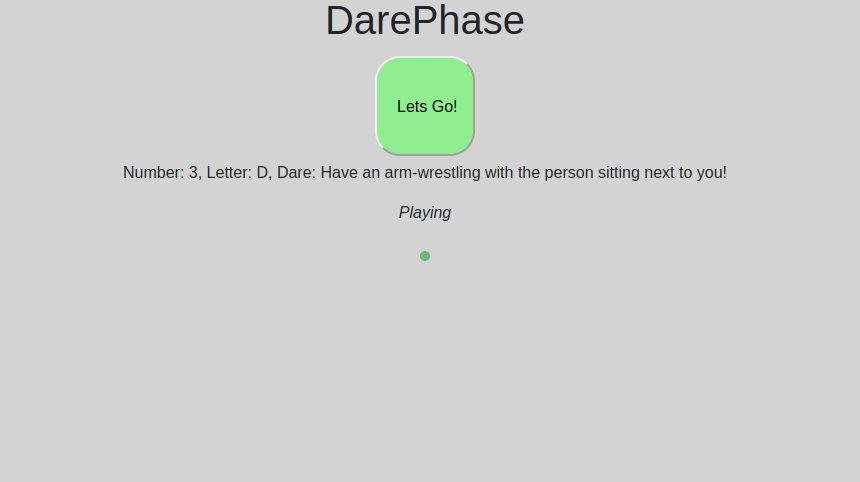 DarePhase
Lets Go!
Number: 3, Letter: D, Dare: Have an arm-wrestling with the person sitting next to you!
Playing